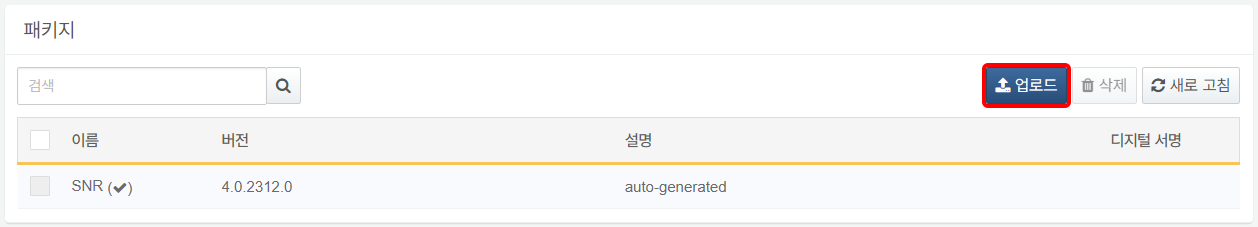 패키지
검색 업로드 삭제 새로 고침
이름 버전 설명 디지털 서명
SNR (✔) 4.0.2312.0 auto-generated